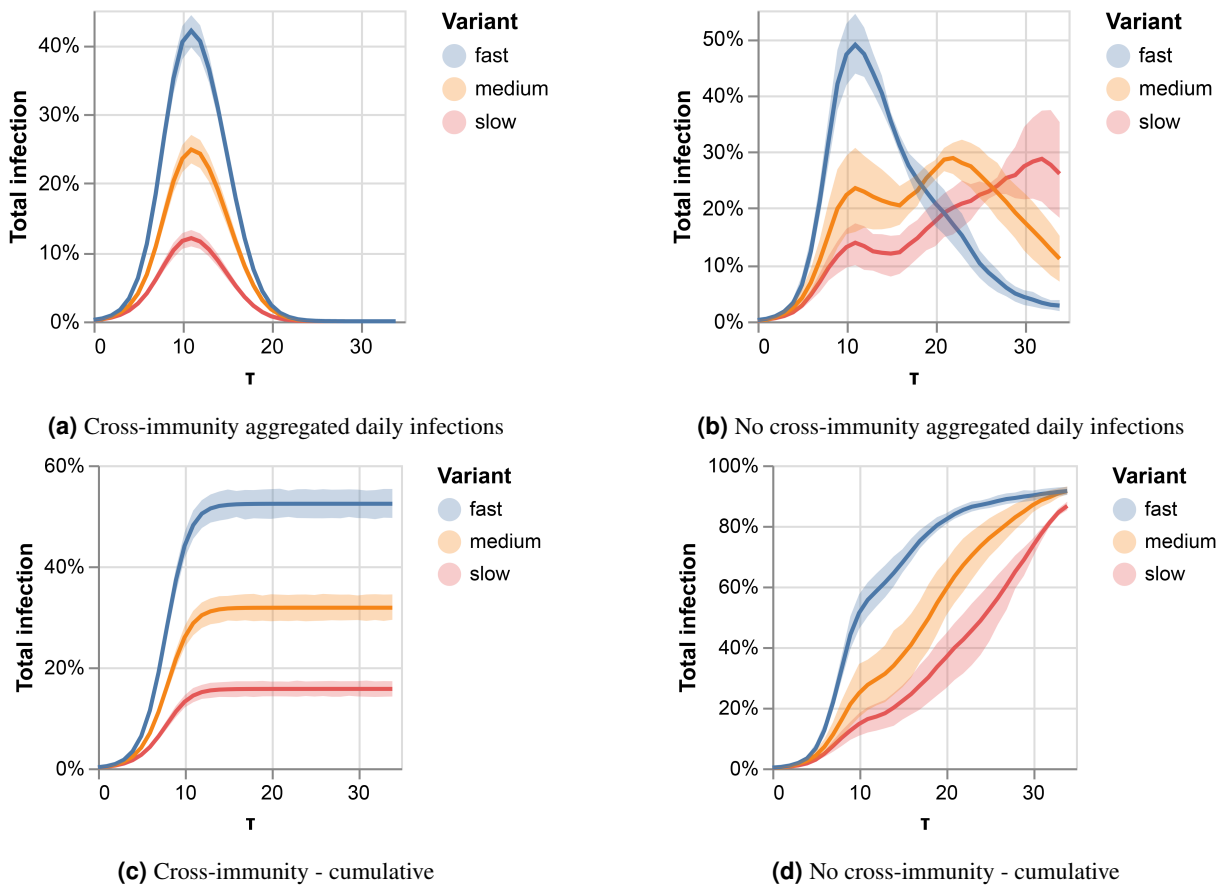 Total infection
40%
30%
20%
10%
0%
0
10
20
30
τ
Variant
fast
medium
slow
(a) Cross-immunity aggregated daily infections
Total infection
50%
40%
30%
20%
10%
0%
0
10
20
30
τ
Variant
fast
medium
slow
(b) No cross-immunity aggregated daily infections
Total infection
60%
40%
20%
0%
0
10
20
30
τ
Variant
fast
medium
slow
(c) Cross-immunity - cumulative
Total infection
100%
80%
60%
40%
20%
0%
0
10
20
30
τ
Variant
fast
medium
slow
(d) No cross-immunity - cumulative